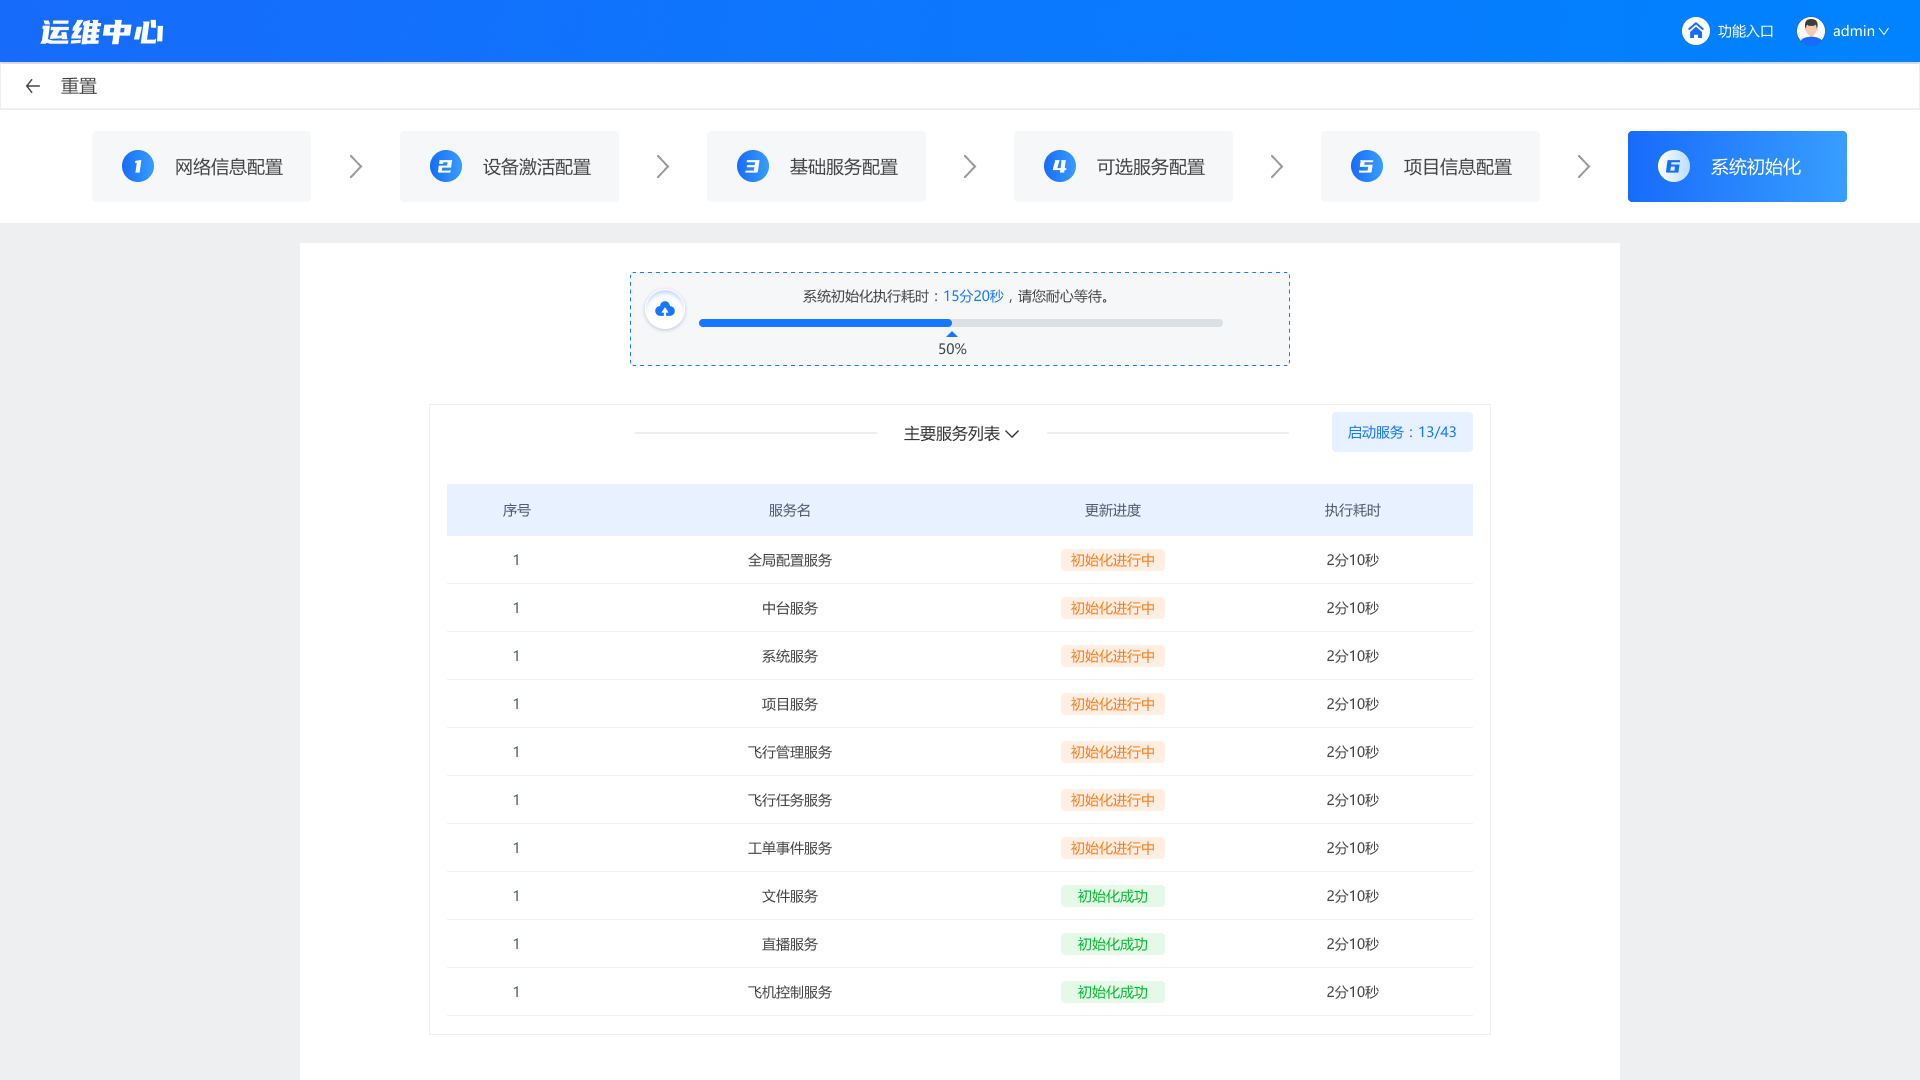 运维中心
功能入口
admin
重置
1 网络信息配置
2 设备激活配置
3 基础服务配置
4 可选服务配置
5 项目信息配置
6 系统初始化
系统初始化执行耗时：15分20秒，请您耐心等待。
50%
主要服务列表
启动服务：13/43
序号 服务名 更新进度 执行耗时
1 全局配置服务 初始化进行中 2分10秒
1 中台服务 初始化进行中 2分10秒
1 系统服务 初始化进行中 2分10秒
1 项目服务 初始化进行中 2分10秒
1 飞行管理服务 初始化进行中 2分10秒
1 飞行任务服务 初始化进行中 2分10秒
1 工单事件服务 初始化进行中 2分10秒
1 文件服务 初始化成功 2分10秒
1 直播服务 初始化成功 2分10秒
1 飞机控制服务 初始化成功 2分10秒